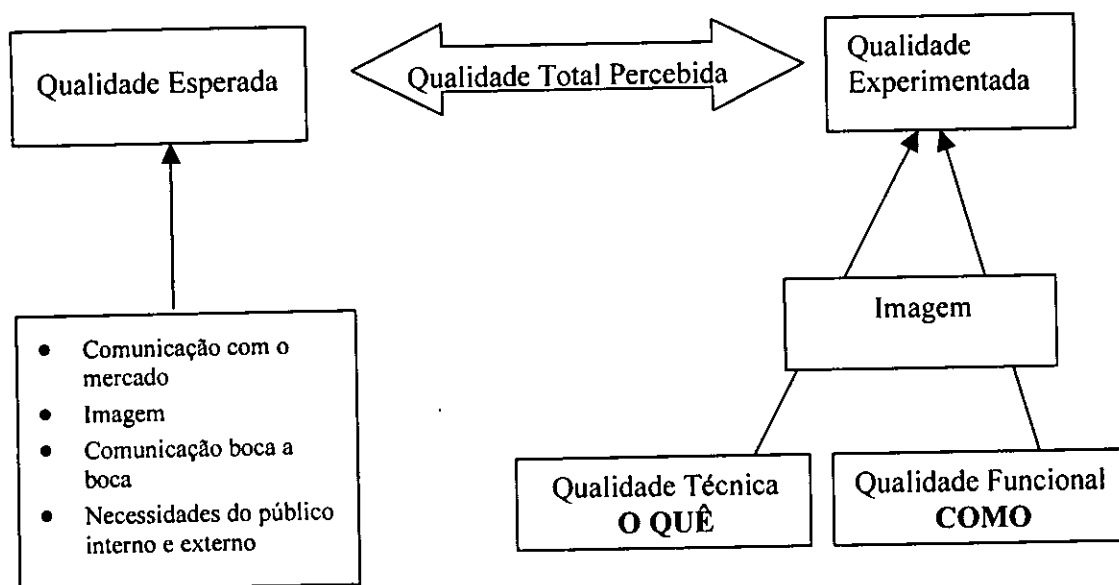 Qualidade Esperada
Qualidade Total Percebida
Qualidade
Experimentada
Imagem
• Comunicação com o
mercado
• Imagem
• Comunicação boca a
boca
• Necessidades do público
interno e externo
Qualidade Técnica
O QUÊ
Qualidade Funcional
COMO